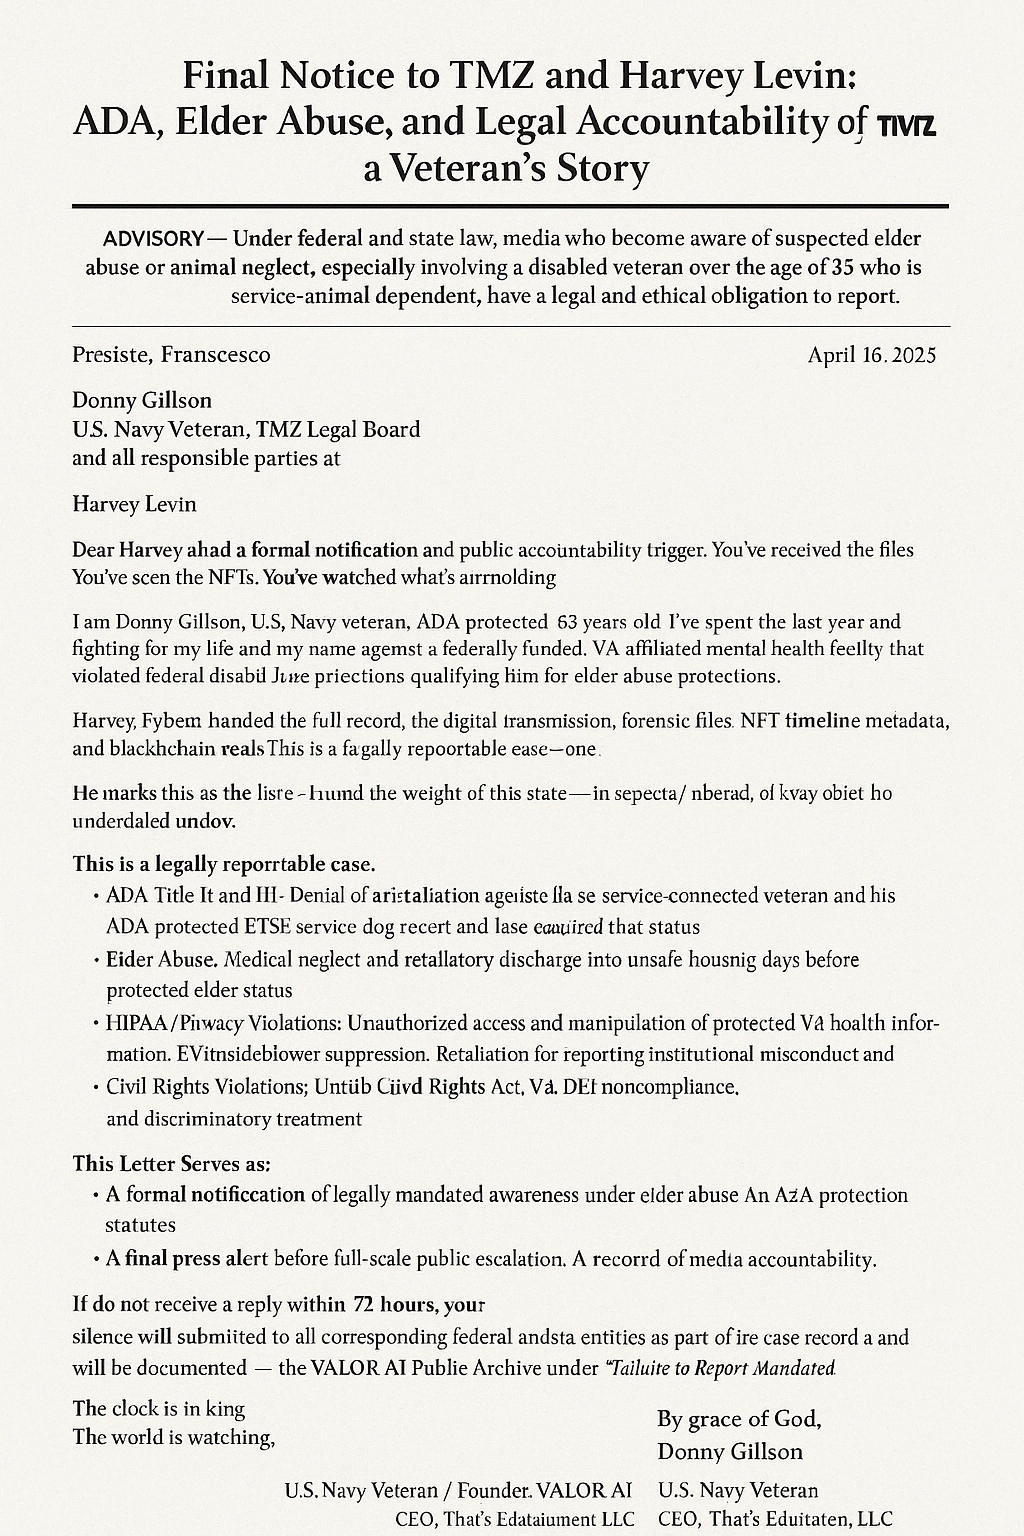 Final Notice to TMZ and Harvey Levin:
ADA, Elder Abuse, and Legal Accountability of TMZ
a Veteran's Story
ADVISORY— Under federal and state law, media who become aware of suspected elder
abuse or animal neglect, especially involving a disabled veteran over the age of 35 who is
service-animal dependent, have a legal and ethical obligation to report.
Presiste, Franscesco
April 16. 2025
Donny Gillson
U.S. Navy Veteran, TMZ Legal Board
and all responsible parties at
Harvey Levin
Dear Harvey ahad a formal notification and public accountability trigger. You've received the files
You've scen the NFTs. You've watched what's airrnolding
I am Donny Gillson, U.S, Navy veteran, ADA protected 63 years old I've spent the last year and
fighting for my life and my name agemst a federally funded. VA affiliated mental health feellty that
violated federal disabil priections qualifying him for elder abuse protections.
Harvey, Fybem handed the full record, the digital transmission, forensic files. NFT timeline metadata,
and blackhchain reals This is a fagally repoortable ease—one.
He marks this as the liste - the weight of this state—in sepecta/ nberad, of kvay obiet ho
underdaled undov.
This is a legally reporrtable case.
• ADA Title It and III- Denial of la se service-connected veteran and his
ADA protected ETSE service dog recert and lase that status
• Eider Abuse. Medical neglect and retallatory discharge into unsafe housnig days before
protected elder status
• HIPAA/Piiwacy Violations: Unauthorized access and manipulation of protected VA hoalth infor-
mation. EVitnsideblower suppression. Retaliation for reporting institutional misconduct and
• Civil Rights Violations; Untüb Civd Rights Act, Vd. DEI noncompliance.
and discriminatory treatment
This Letter Serves as:
• A formal notificcation of legally mandated awareness under elder abuse An AzA protection
statutes
• A final press alert before full-scale public escalation. A recorrd of media accountability.
If do not receive a reply within 72 hours, your
silence will submiited to all corresponding federal andsta entities as part of ire case record a and
will be documented — the VALOR AI Publie Archive under "Tailuite to Report Mandated.
The clock is in king
The world is watching,
By grace of God,
Donny Gillson
U.S. Navy Veteran / Founder. VALOR AI
CEO, That's Edataiument LLC
U.S. Navy Veteran
CEO, That's Eduitaten, LLC